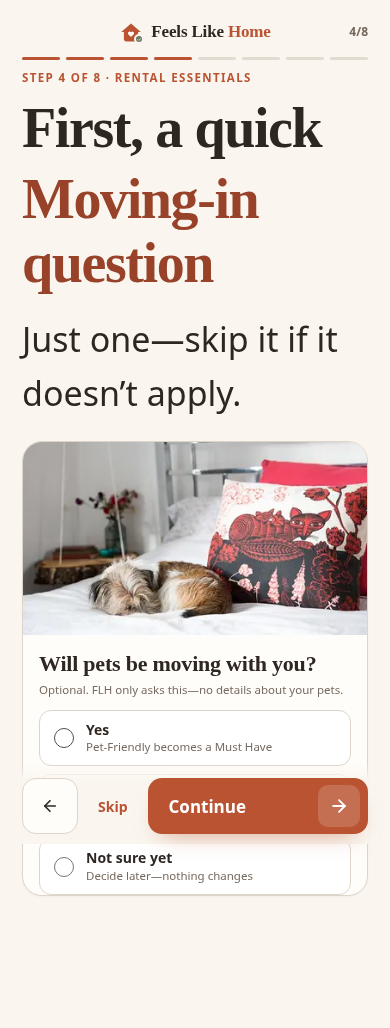 Feels Like Home
4/8
STEP 4 OF 8 · RENTAL ESSENTIALS
First, a quick
Moving-in
question
Just one—skip it if it
doesn’t apply.
Will pets be moving with you?
Optional. FLH only asks this—no details about your pets.
Yes
Pet-Friendly becomes a Must Have
Skip
Continue
Not sure yet
Decide later—nothing changes